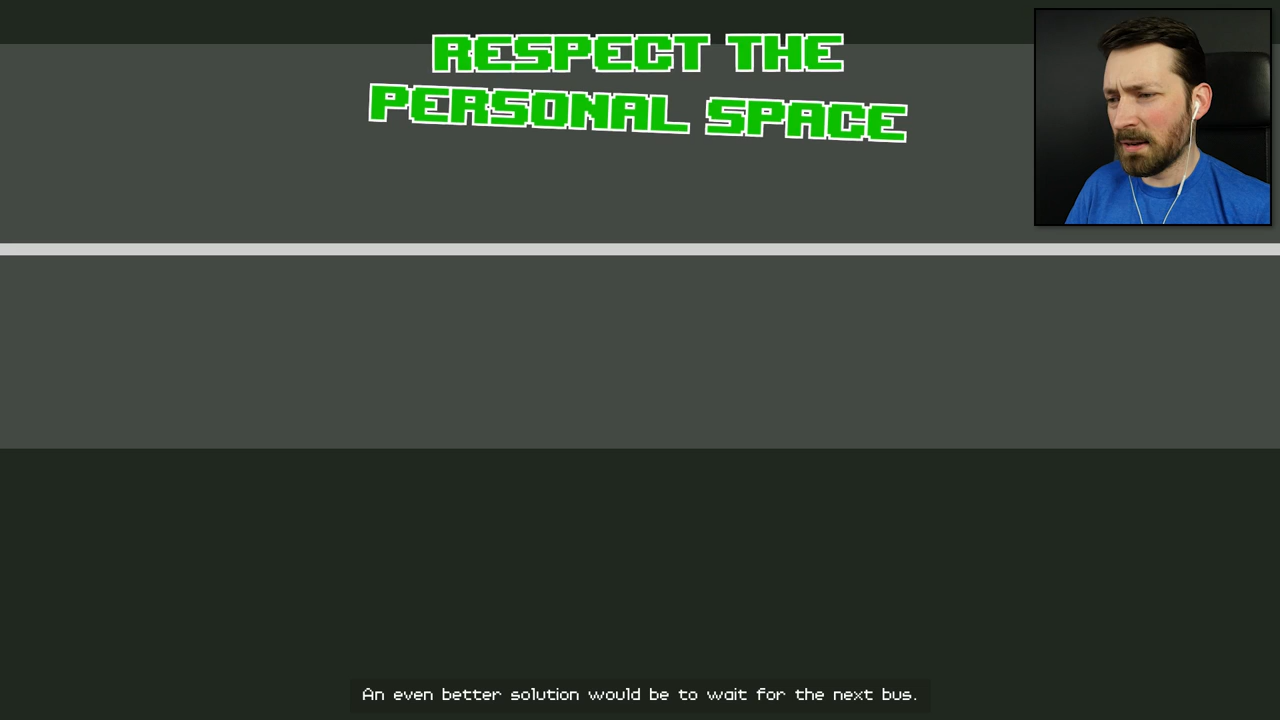 RESPECT THE
PERSONAL SPACE
An even better solution would be to wait for the next bus.